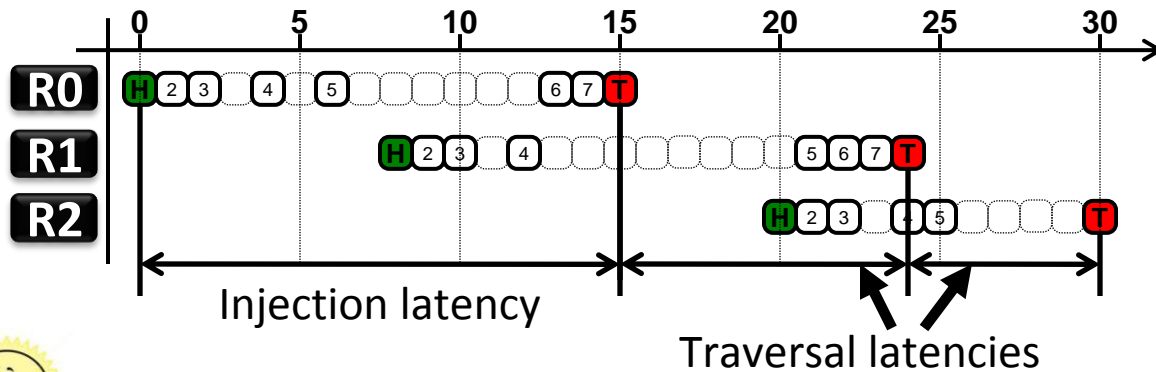 0 5 10 15 20 25 30
R0 H 2 3 4 5 6 7 T
R1 H 2 3 4 5 6 7 T
R2 H 2 3 4 5 T
Injection latency
Traversal latencies